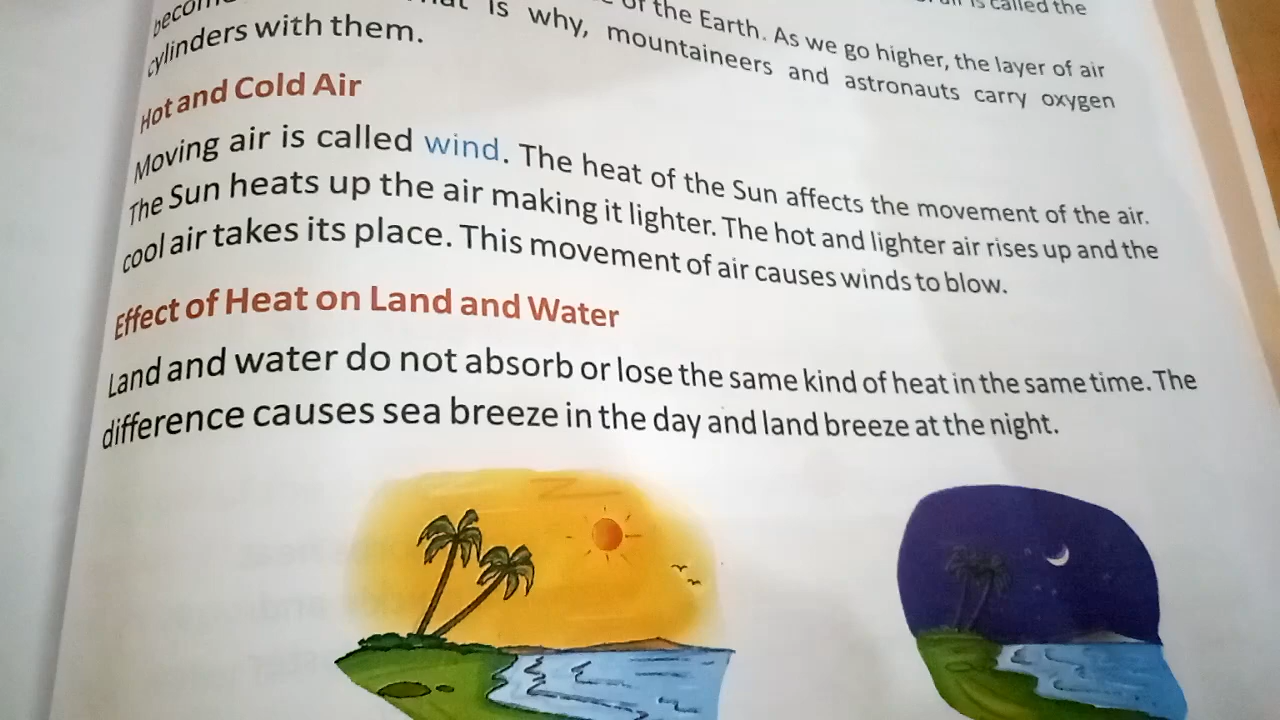 is called the
of the Earth. As we go higher, the layer of air
is why, mountaineers and astronauts carry oxygen
cylinders with them.
Hot and Cold Air
Moving air is called wind. The heat of the Sun affects the movement of the air.
The Sun heats up the air making it lighter. The hot and lighter air rises up and the
cool air takes its place. This movement of air causes winds to blow.
Effect of Heat on Land and Water
Land and water do not absorb or lose the same kind of heat in the same time. The
difference causes sea breeze in the day and land breeze at the night.